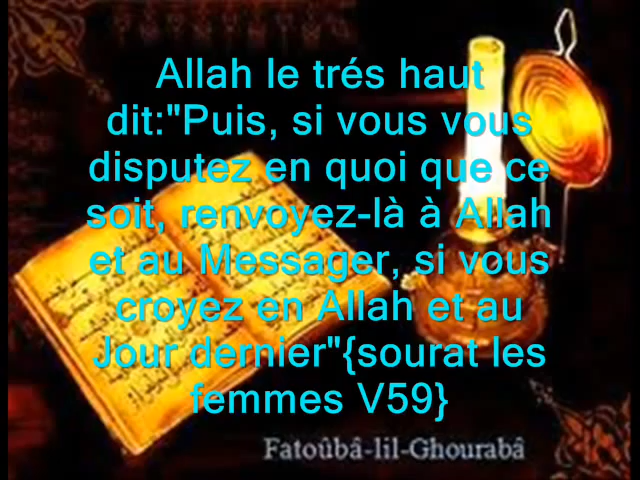 Allah le trés haut
dit:"Puis, si vous vous
disputez en quoi que ce
soit, renvoyez-là à Allah
et au Messager, si vous
croyez en Allah et au
Jour dernier"{sourat les
femmes V59}
Fatoûbâ-lil-Ghourabâ